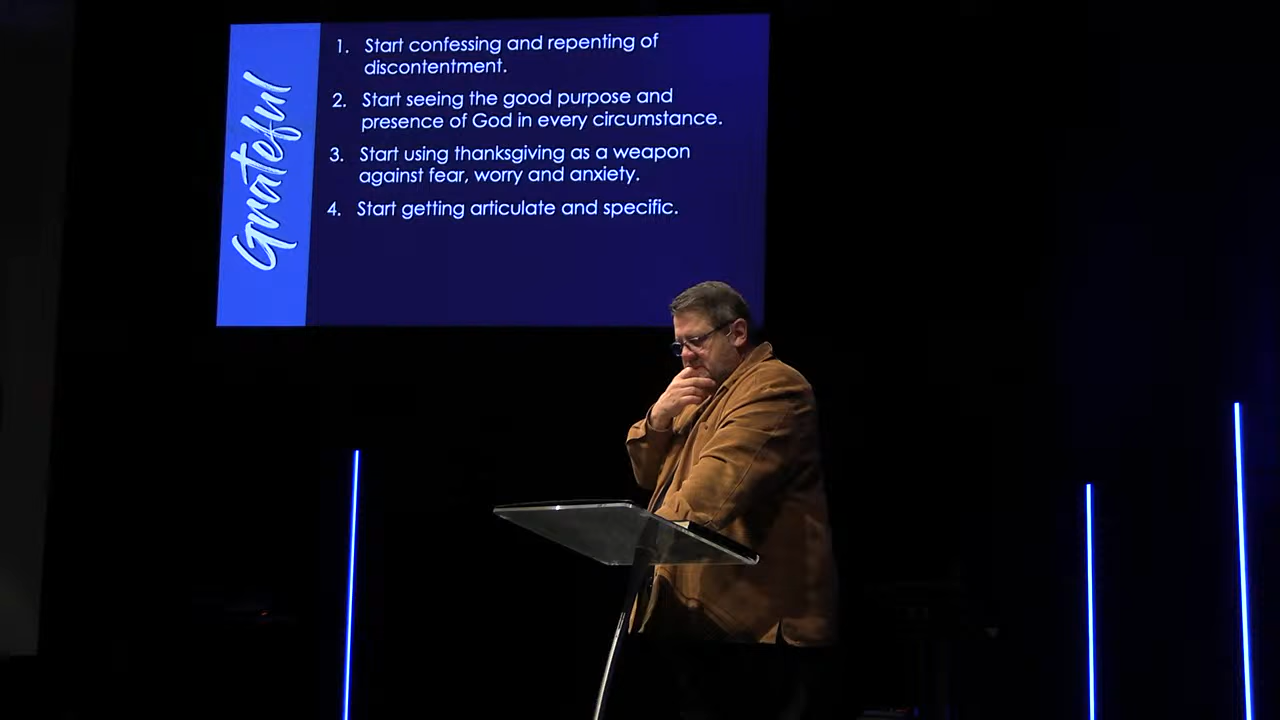 Grateful
1. Start confessing and repenting of
discontentment.
2. Start seeing the good purpose and
presence of God in every circumstance.
3. Start using thanksgiving as a weapon
against fear, worry and anxiety.
4. Start getting articulate and specific.